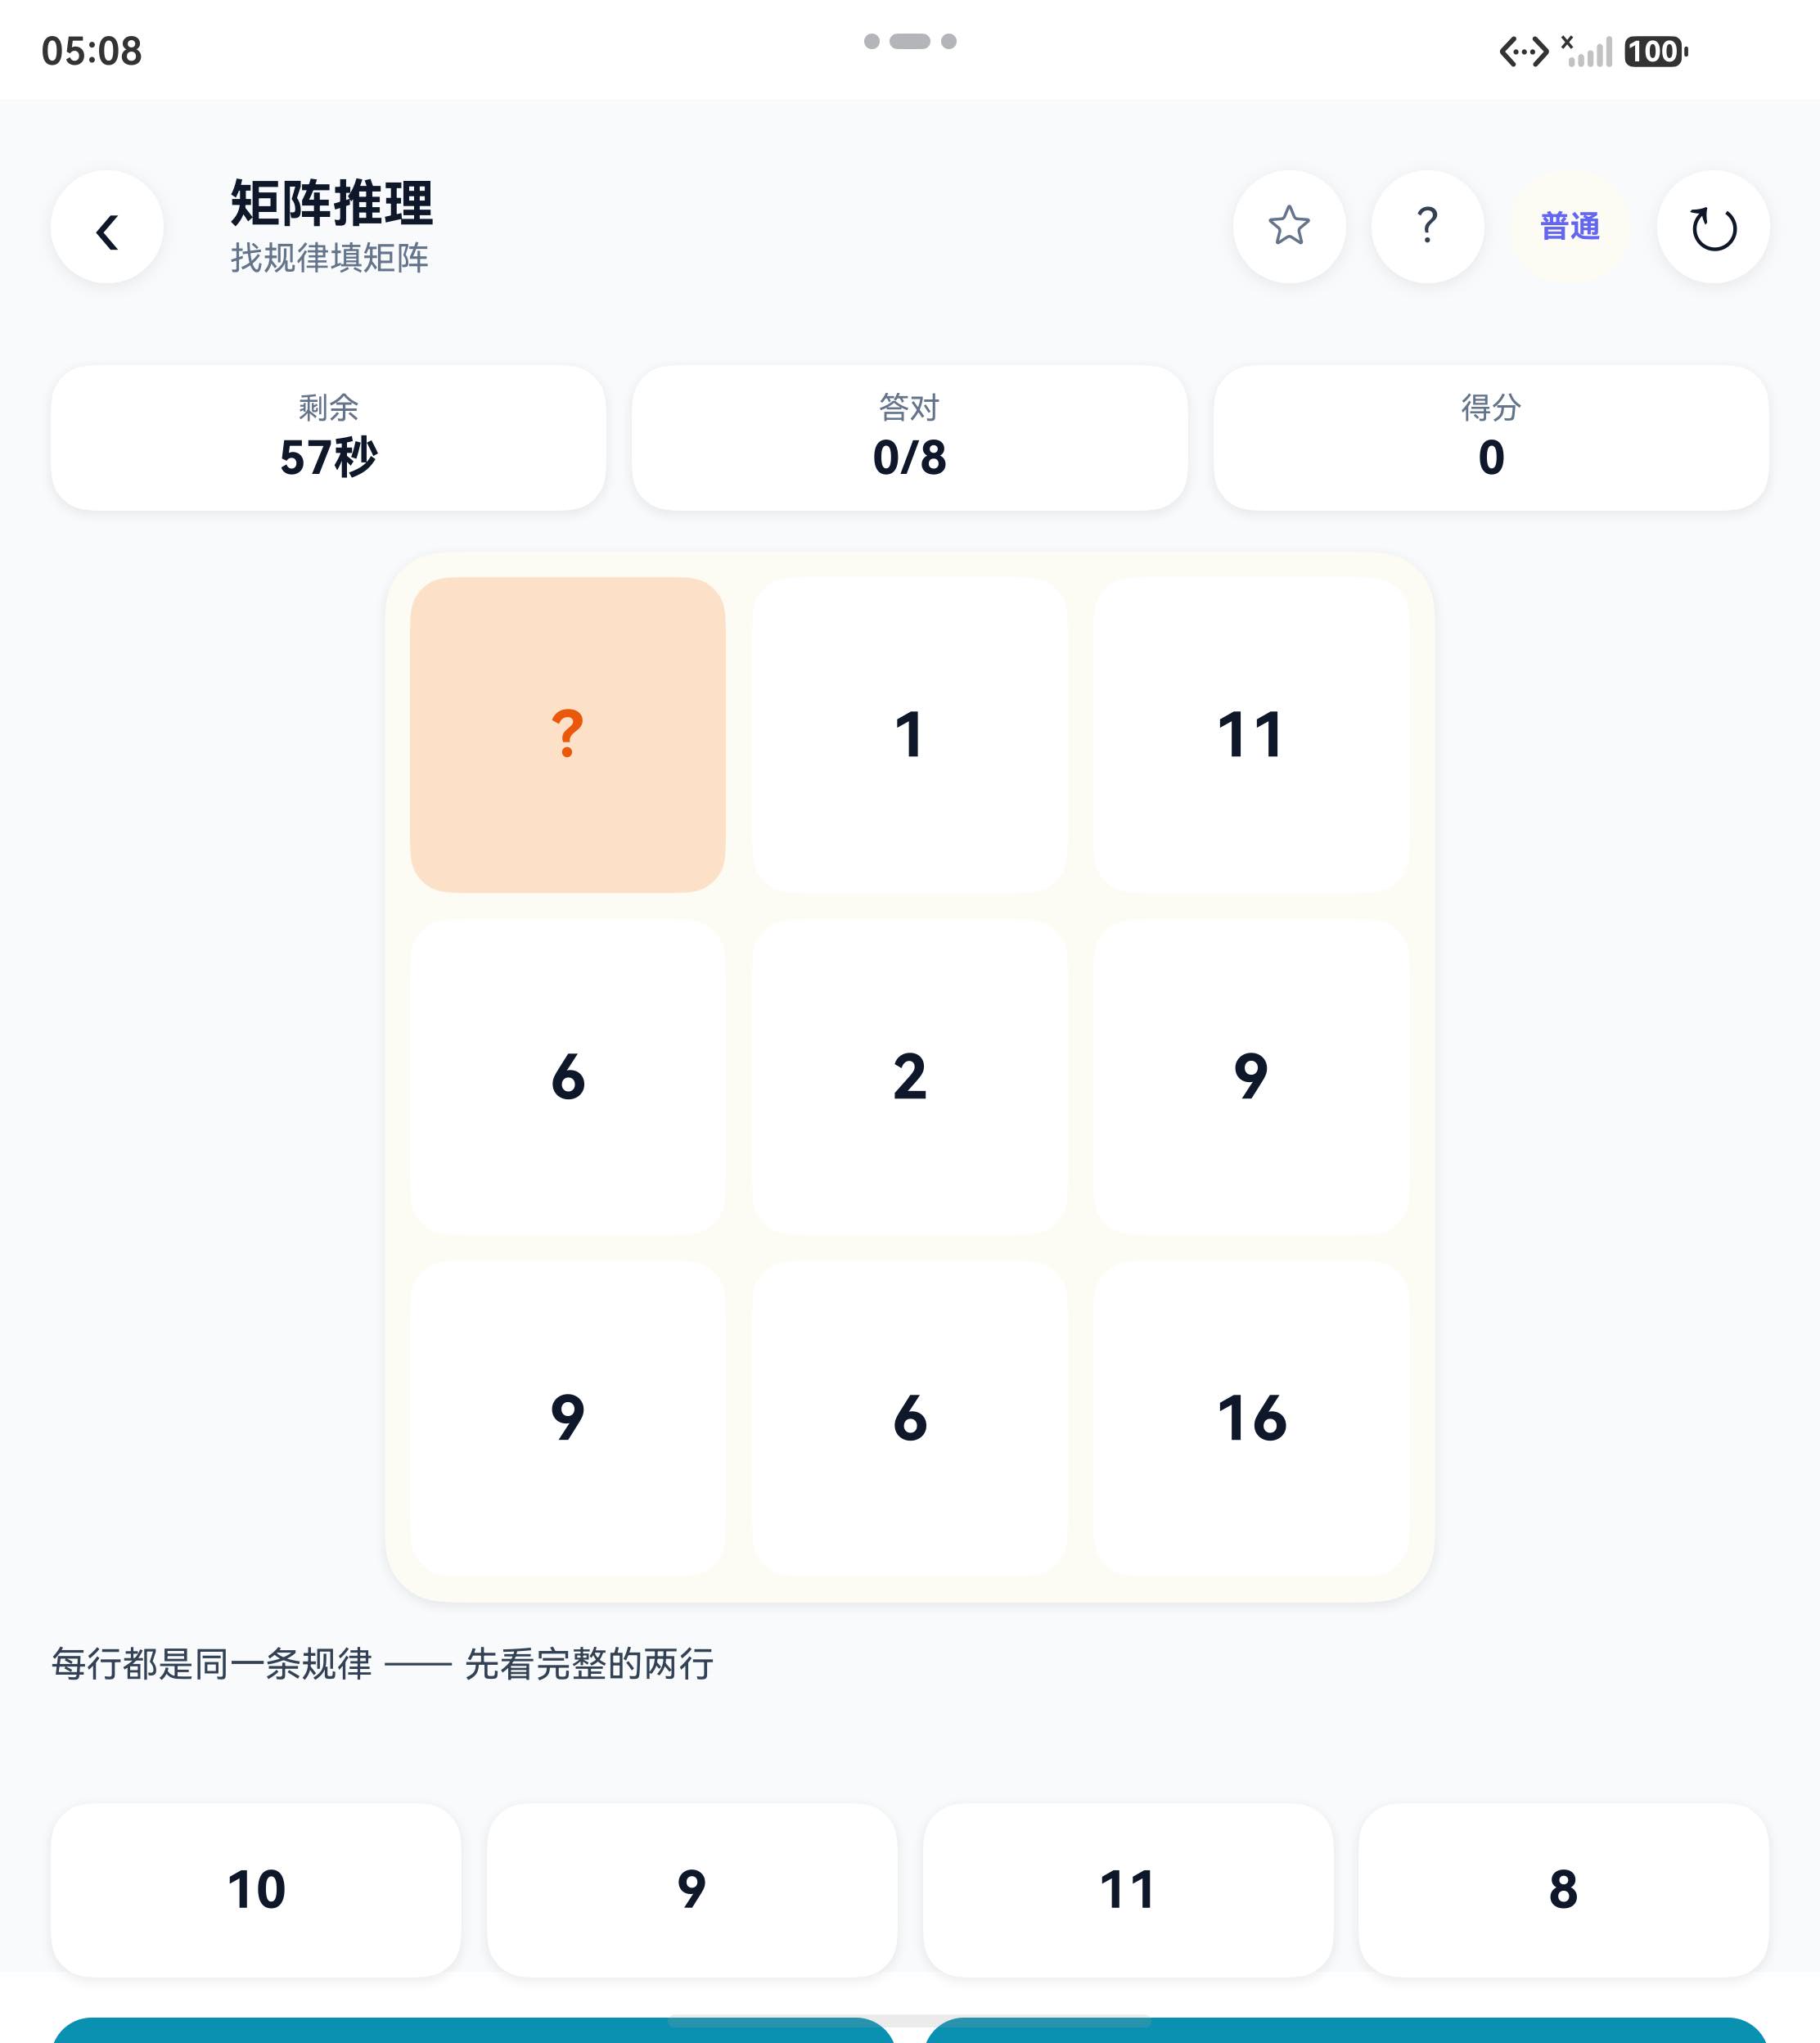 05:08
100
矩阵推理
找规律填矩阵
?
普通
剩余
57秒
答对
0/8
得分
0
? 1 11
6 2 9
9 6 16
每行都是同一条规律 —— 先看完整的两行
10 9 11 8